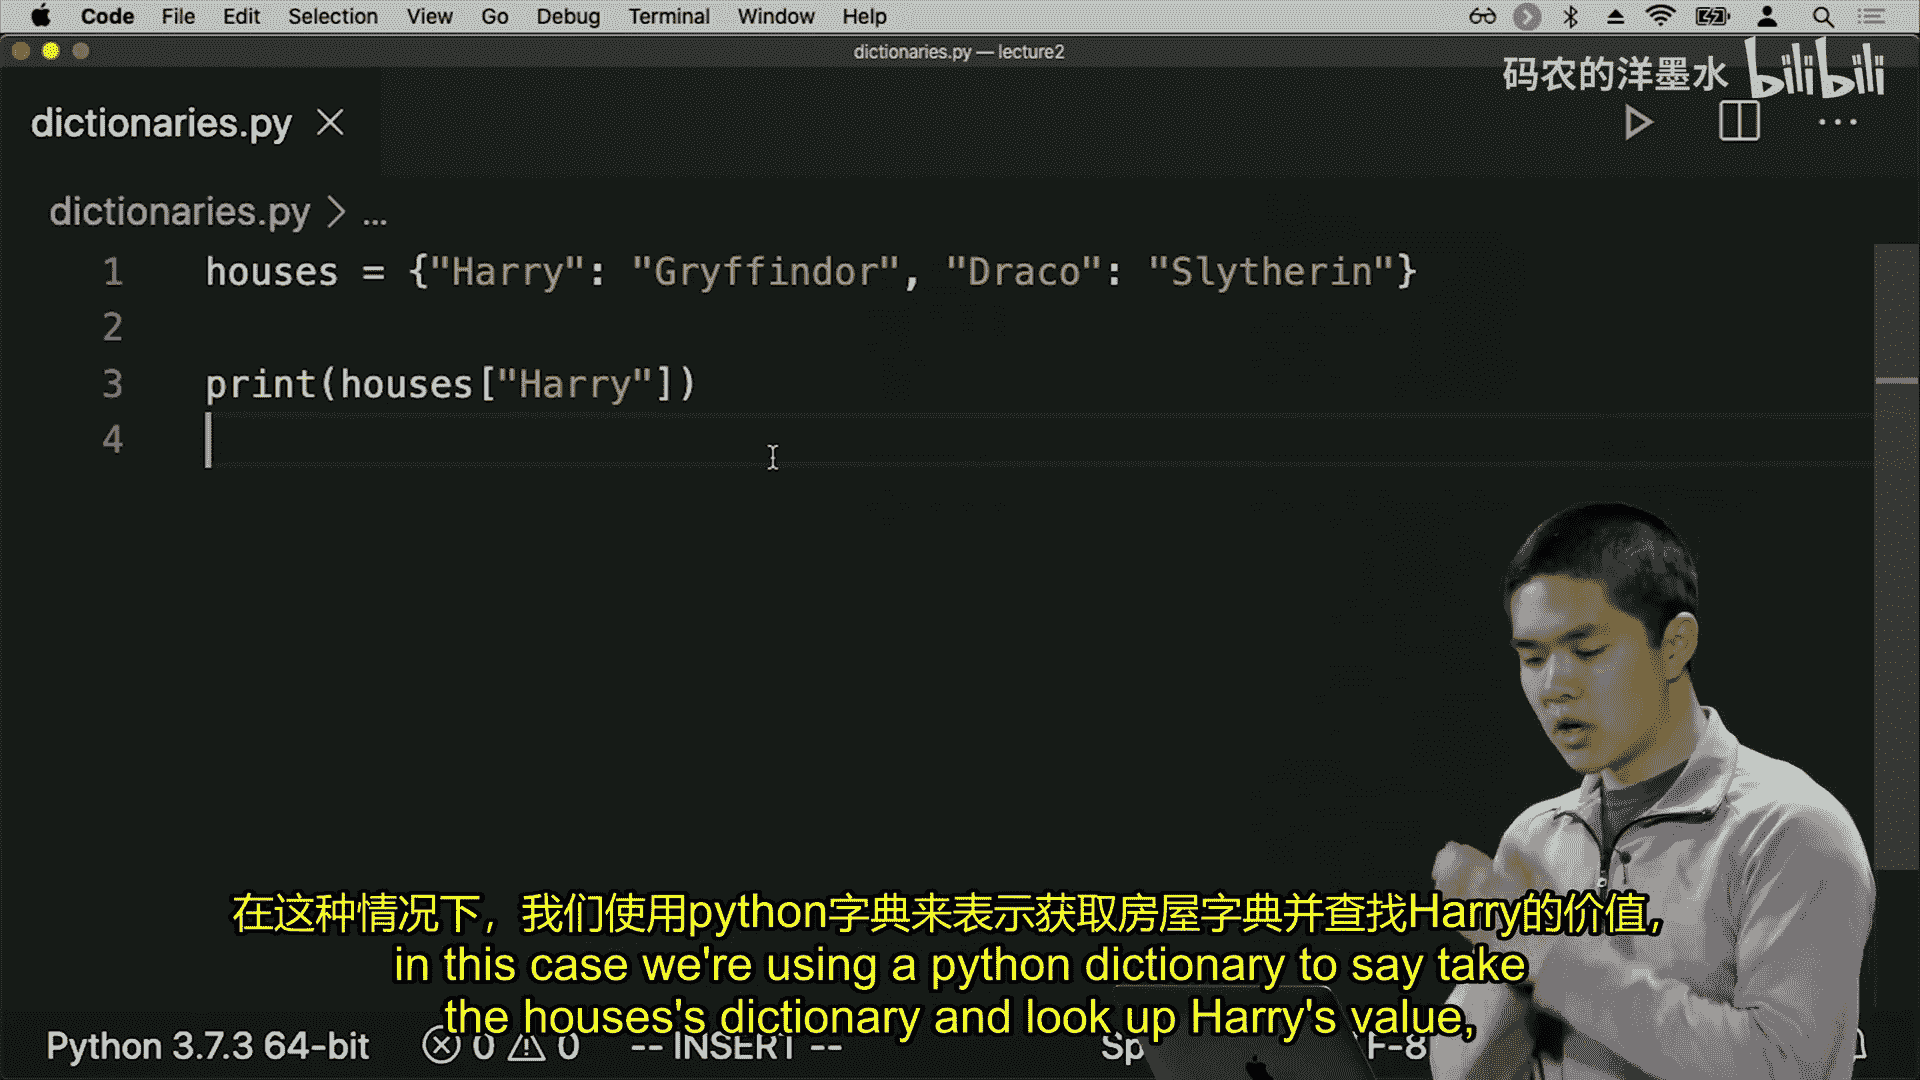 Code File Edit Selection View Go Debug Terminal Window Help
dictionaries.py — lecture2
码农的洋墨水 bilibili
dictionaries.py
dictionaries.py > ...
1 houses = {"Harry": "Gryffindor", "Draco": "Slytherin"}
2
3 print(houses["Harry"])
4
在这种情况下，我们使用python字典来表示获取房屋字典并查找Harry的价值，
in this case we're using a python dictionary to say take
the houses's dictionary and look up Harry's value,
Python 3.7.3 64-bit 0 0 -- INSERT -- Sp F-8